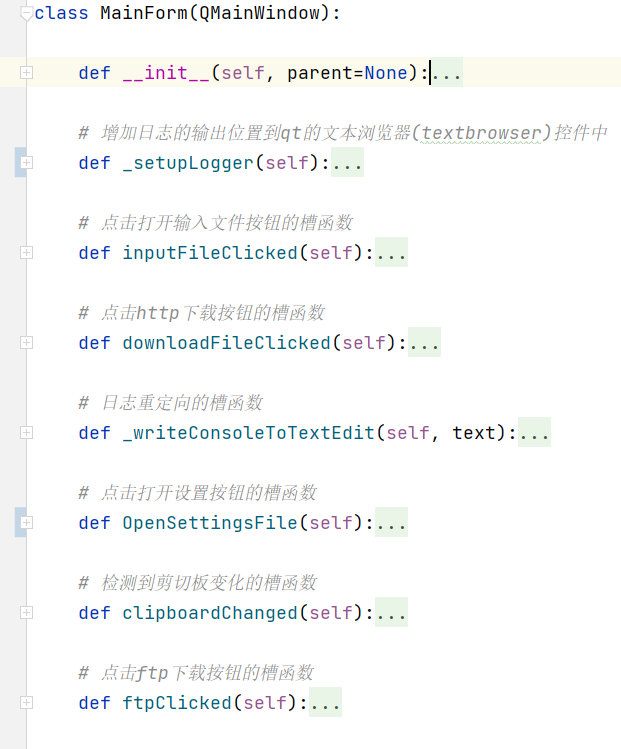 class MainForm(QMainWindow):
def __init__(self, parent=None):...
# 增加日志的输出位置到qt的文本浏览器(textbrowser)控件中
def _setupLogger(self):...
# 点击打开输入文件按钮的槽函数
def inputFileClicked(self):...
# 点击http下载按钮的槽函数
def downloadFileClicked(self):...
# 日志重定向的槽函数
def _writeConsoleToTextEdit(self, text):...
# 点击打开设置按钮的槽函数
def OpenSettingsFile(self):...
# 检测到剪切板变化的槽函数
def clipboardChanged(self):...
# 点击ftp下载按钮的槽函数
def ftpClicked(self):...